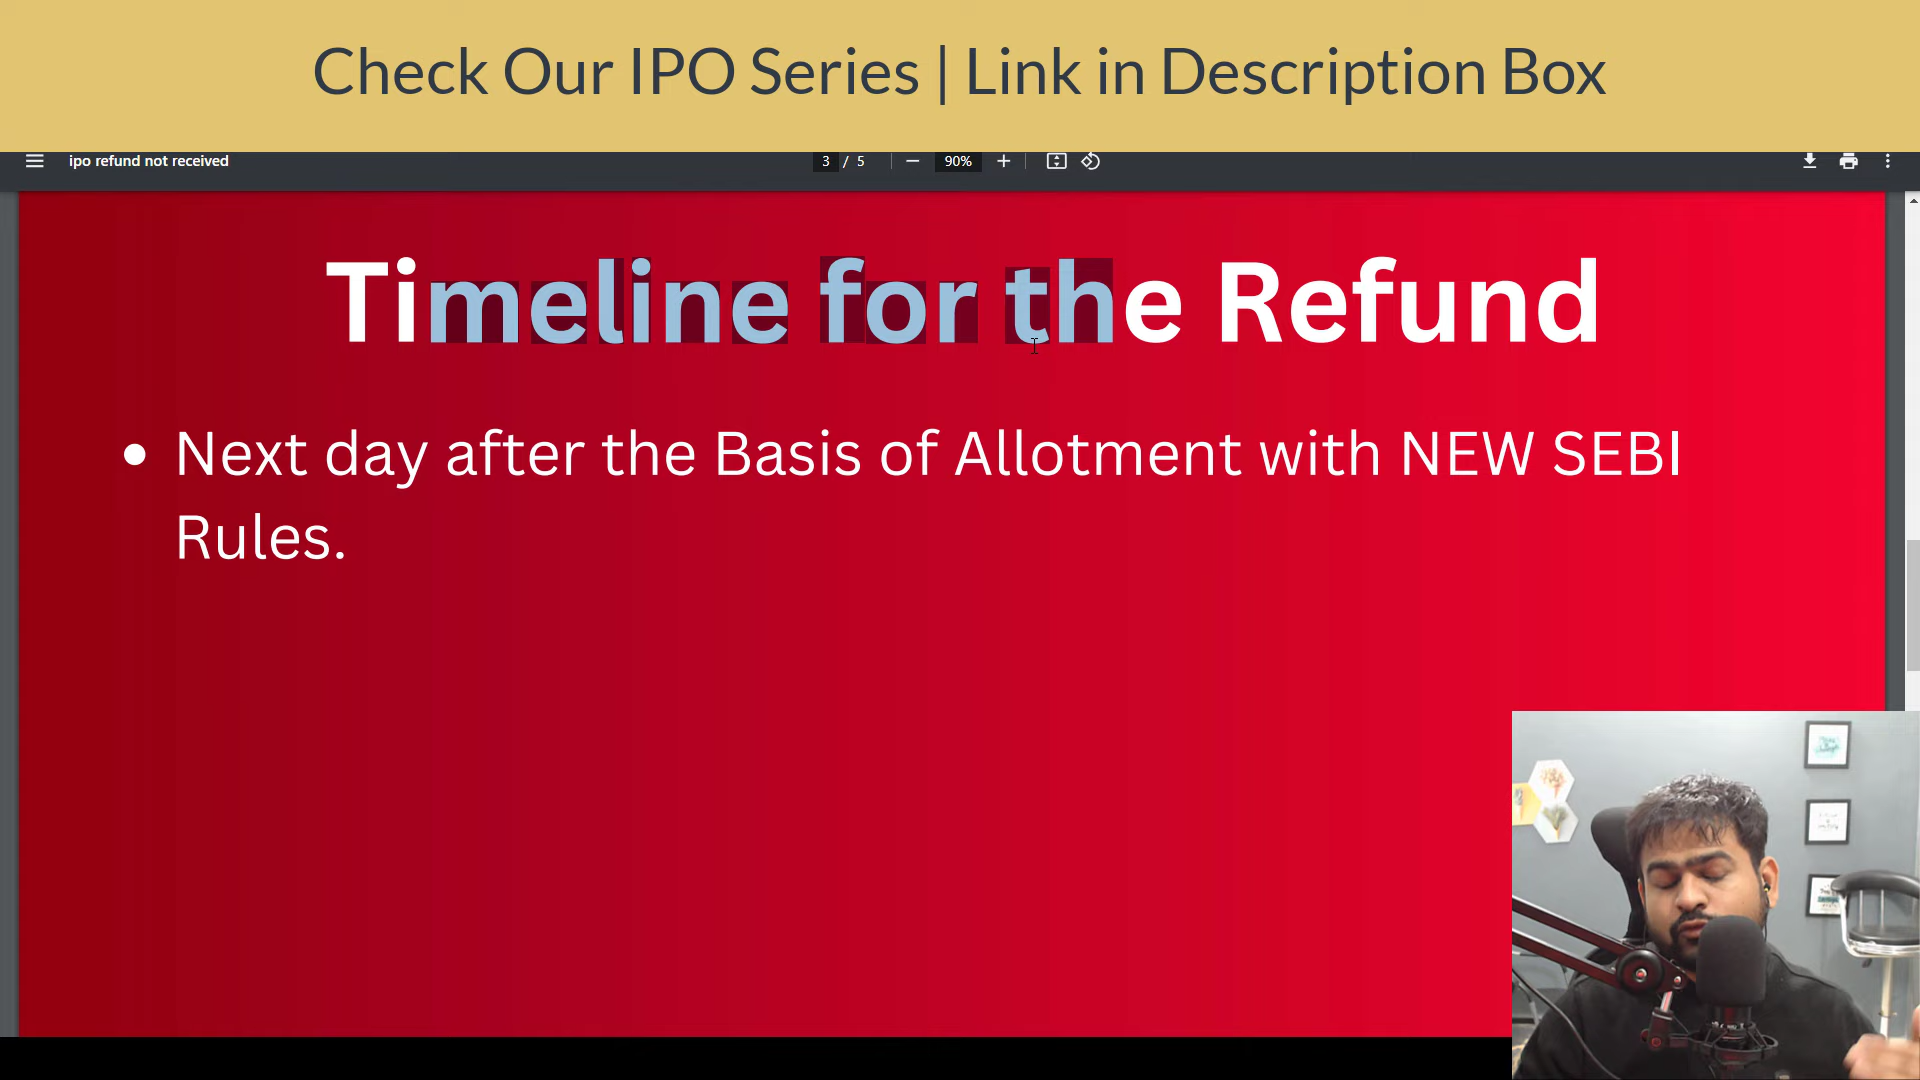 Check Our IPO Series | Link in Description Box
ipo refund not received
3 / 5
90%
Timeline for the Refund
• Next day after the Basis of Allotment with NEW SEBI
Rules.